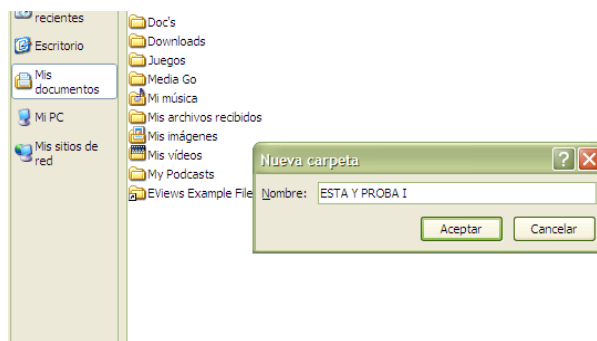 recientes
Escritorio
Mis
documentos
Mi PC
Mis sitios de
red
Doc's
Downloads
Juegos
Media Go
Mi música
Mis archivos recibidos
Mis imágenes
Mis vídeos
My Podcasts
EViews Example File
Nueva carpeta
Nombre: ESTA Y PROBA I
Aceptar
Cancelar